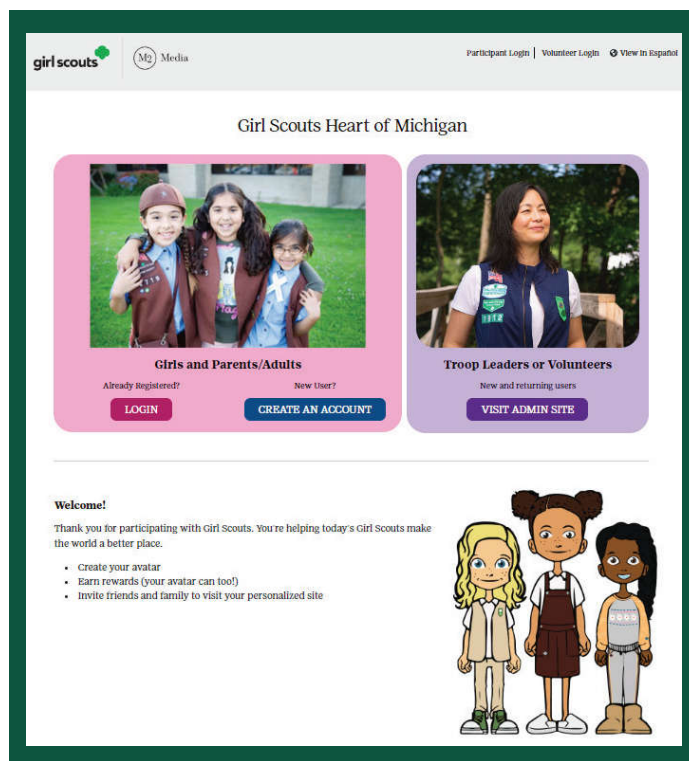 girl scouts
M2 Media
Participant Login | Volunteer Login View in Español
Girl Scouts Heart of Michigan
Girls and Parents/Adults
Already Registered?
LOGIN
New User?
CREATE AN ACCOUNT
Troop Leaders or Volunteers
New and returning users
VISIT ADMIN SITE
Welcome!
Thank you for participating with Girl Scouts. You're helping today's Girl Scouts make
the world a better place.
• Create your avatar
• Earn rewards (your avatar can too!)
• Invite friends and family to visit your personalized site